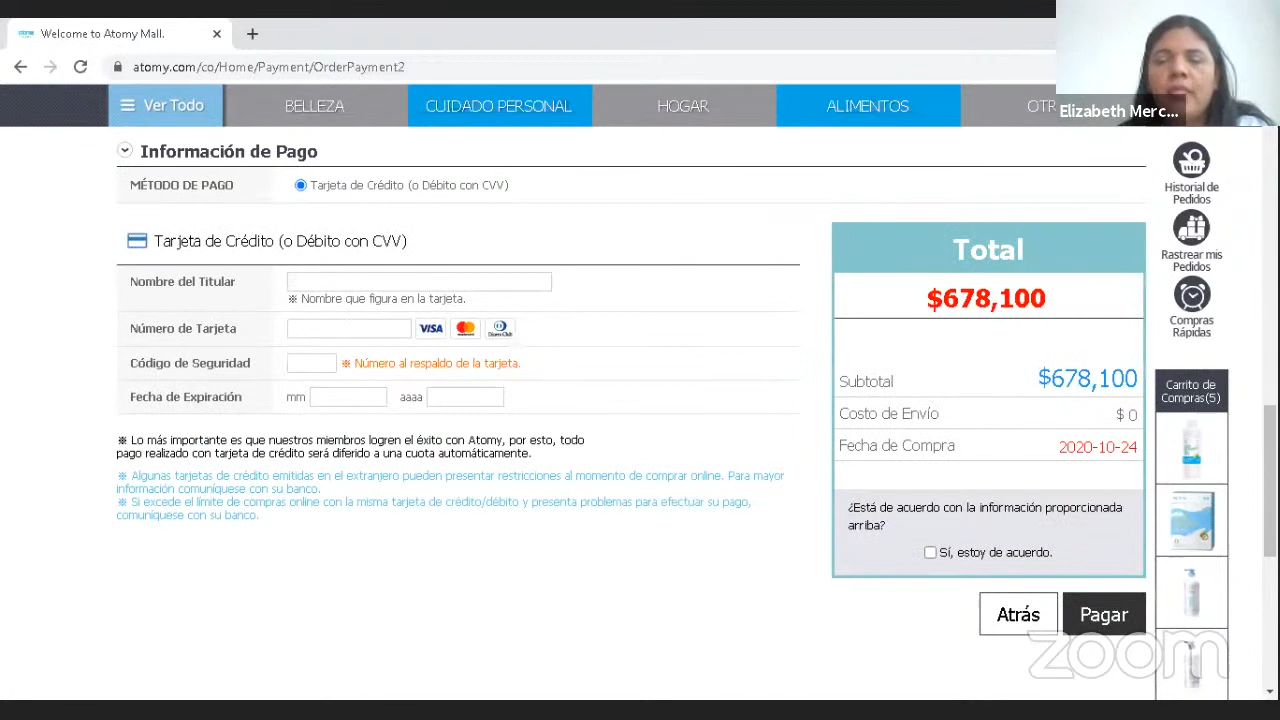 Welcome to Atomy Mall.
atomy.com/co/Home/Payment/OrderPayment2
Ver Todo
BELLEZA
CUIDADO PERSONAL
HOGAR
ALIMENTOS
OTR
Elizabeth Merc...
Información de Pago
MÉTODO DE PAGO
Tarjeta de Crédito (o Débito con CVV)
Tarjeta de Crédito (o Débito con CVV)
Nombre del Titular
※ Nombre que figura en la tarjeta.
Número de Tarjeta
VISA
Código de Seguridad
※ Número al respaldo de la tarjeta.
Fecha de Expiración
mm
aaaa
※ Lo más importante es que nuestros miembros logren el éxito con Atomy, por esto, todo
pago realizado con tarjeta de crédito será diferido a una cuota automáticamente.
※ Algunas tarjetas de crédito emitidas en el extranjero pueden presentar restricciones al momento de comprar online. Para mayor
información comuníquese con su banco.
※ Si excede el límite de compras online con la misma tarjeta de crédito/débito y presenta problemas para efectuar su pago,
comuníquese con su banco.
Total
$678,100
Subtotal
$678,100
Costo de Envío
$ 0
Fecha de Compra
2020-10-24
¿Está de acuerdo con la información proporcionada
arriba?
Sí, estoy de acuerdo.
Atrás
Pagar
Historial de
Pedidos
Rastrear mis
Pedidos
Compras
Rápidas
Carrito de
Compras(5)
zoom